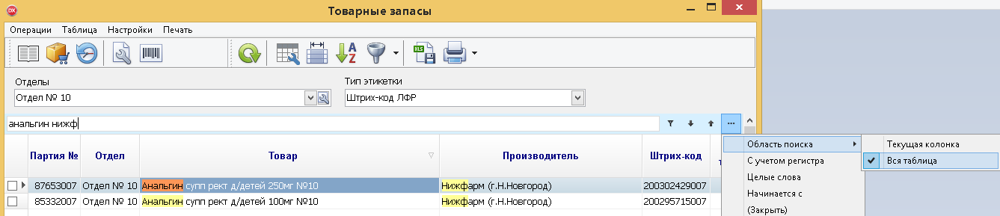 DX
Товарные запасы
Операции Таблица Настройки Печать
A Z XLS
Отделы Тип этикетки
Отдел № 10 Штрих-код ЛФР
анальгин нижф
Область поиска Текущая колонка
Партия № Отдел Товар Производитель Штрих-код С учетом регистра Вся таблица
Целые слова
87653007 Отдел № 10 Анальгин супп рект д/детей 250мг №10 Нижфарм (г.Н.Новгород) 200302429007
Начинается с
85332007 Отдел № 10 Анальгин супп рект д/детей 100мг №10 Нижфарм (г.Н.Новгород) 200295715007
(Закрыть)